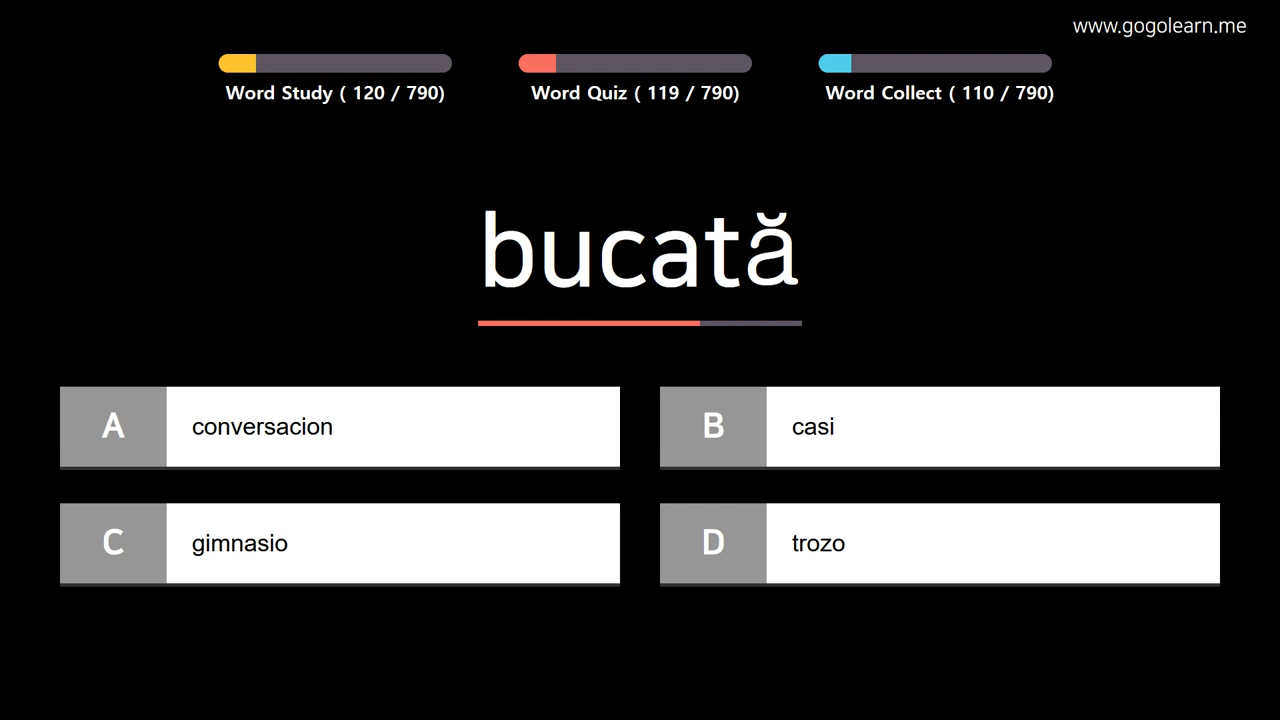 www.gogolearn.me
Word Study ( 120 / 790)
Word Quiz ( 119 / 790)
Word Collect ( 110 / 790)
bucată
A conversacion
B casi
C gimnasio
D trozo